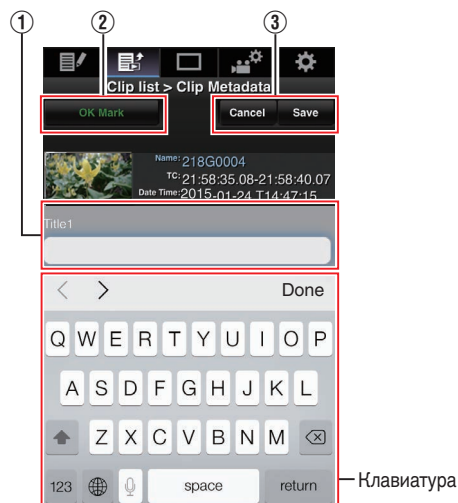 ① ② ③
Clip list > Clip Metadata
OK Mark Cancel Save
Name: 218G0004
TC: 21:58:35.08-21:58:40.07
Date Time: 2015-01-24 T14:47:15
Title1
< > Done
Q W E R T Y U I O P
A S D F G H J K L
Z X C V B N M
123 space return
Клавиатура